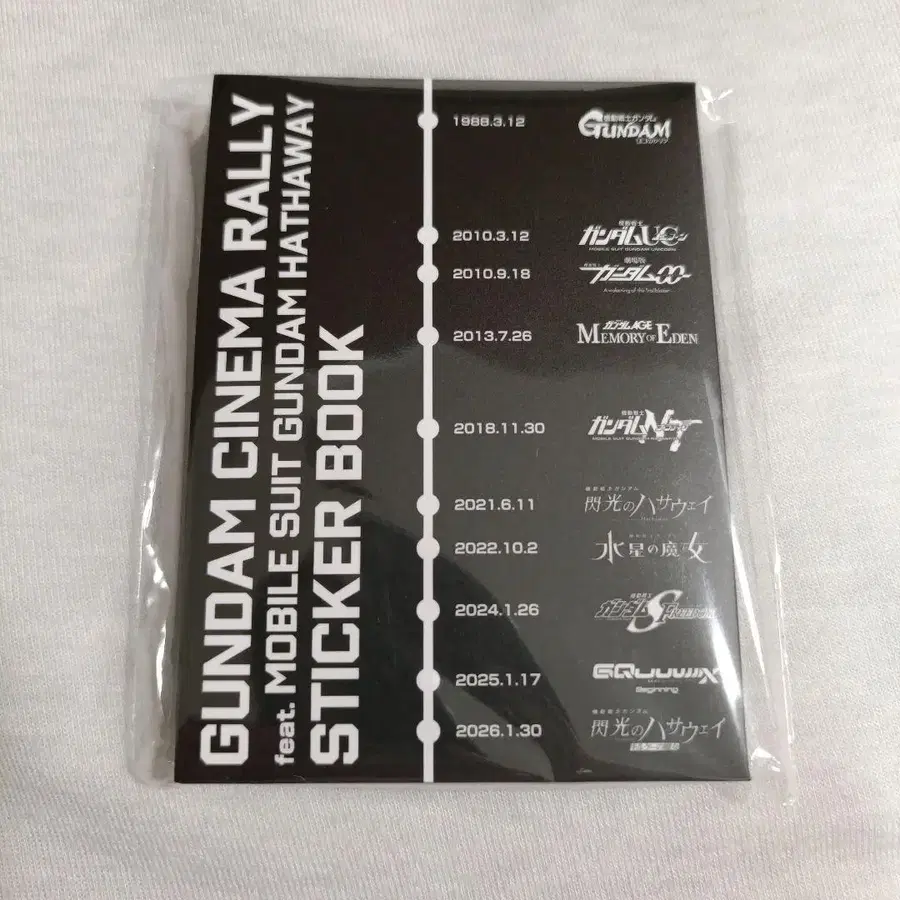 GUNDAM CINEMA RALLY
feat. MOBILE SUIT GUNDAM HATHAWAY
STICKER BOOK
1988.3.12
機動戦士ガンダム
GUNDAM
逆襲のシャア
2010.3.12
機動戦士
ガンダムUC
MOBILE SUIT GUNDAM UNICORN
2010.9.18
劇場版
ガンダム00
A wakening of the Trailblazer
2013.7.26
ガンダムAGE
MEMORY OF EDEN
2018.11.30
機動戦士
ガンダムNT
MOBILE SUIT GUNDAM NARRATIVE
2021.6.11
機動戦士ガンダム
閃光のハサウェイ
2022.10.2
水星の魔女
2024.1.26
機動戦士
ガンダムSEED FREEDOM
2025.1.17
GQuuuuuuX
Beginning
2026.1.30
機動戦士ガンダム
閃光のハサウェイ